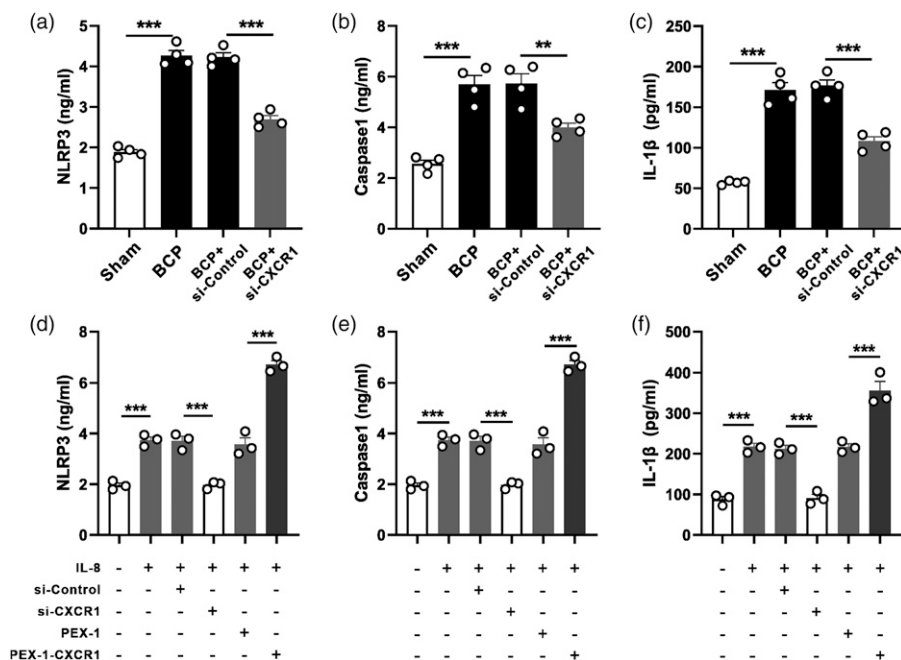 (a)
NLRP3 (ng/ml)
5
4
3
2
1
0
***
***
Sham
BCP
BCP+
si-Control
BCP+
si-CXCR1
(b)
Caspase1 (ng/ml)
8
6
4
2
0
***
**
Sham
BCP
BCP+
si-Control
BCP+
si-CXCR1
(c)
IL-1β (pg/ml)
250
200
150
100
50
0
***
***
Sham
BCP
BCP+
si-Control
BCP+
si-CXCR1
(d)
NLRP3 (ng/ml)
8
6
4
2
0
***
***
***
(e)
Caspase1 (ng/ml)
8
6
4
2
0
***
***
***
(f)
IL-1β (pg/ml)
500
400
300
200
100
0
***
***
***
IL-8 - + + + + + - + + + + + - + + + + +
si-Control - - + - - - - - + - - - - - + - - -
si-CXCR1 - - - + - - - - - + - - - - - + - -
PEX-1 - - - - + - - - - - + - - - - - + -
PEX-1-CXCR1 - - - - - + - - - - - + - - - - - +